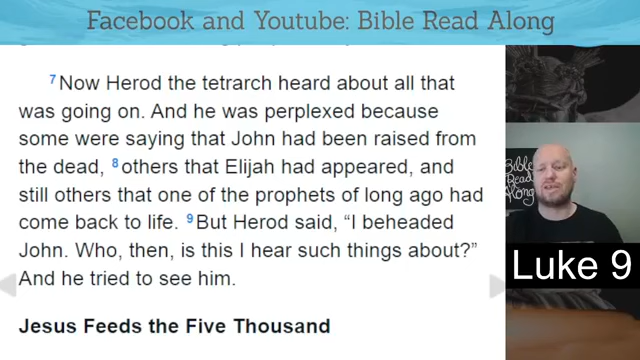 Facebook and Youtube: Bible Read Along
7 Now Herod the tetrarch heard about all that
was going on. And he was perplexed because
some were saying that John had been raised from
the dead, 8 others that Elijah had appeared, and
still others that one of the prophets of long ago had
come back to life. 9 But Herod said, “I beheaded
John. Who, then, is this I hear such things about?”
And he tried to see him.
Jesus Feeds the Five Thousand
Bible
Read
Along
Luke 9